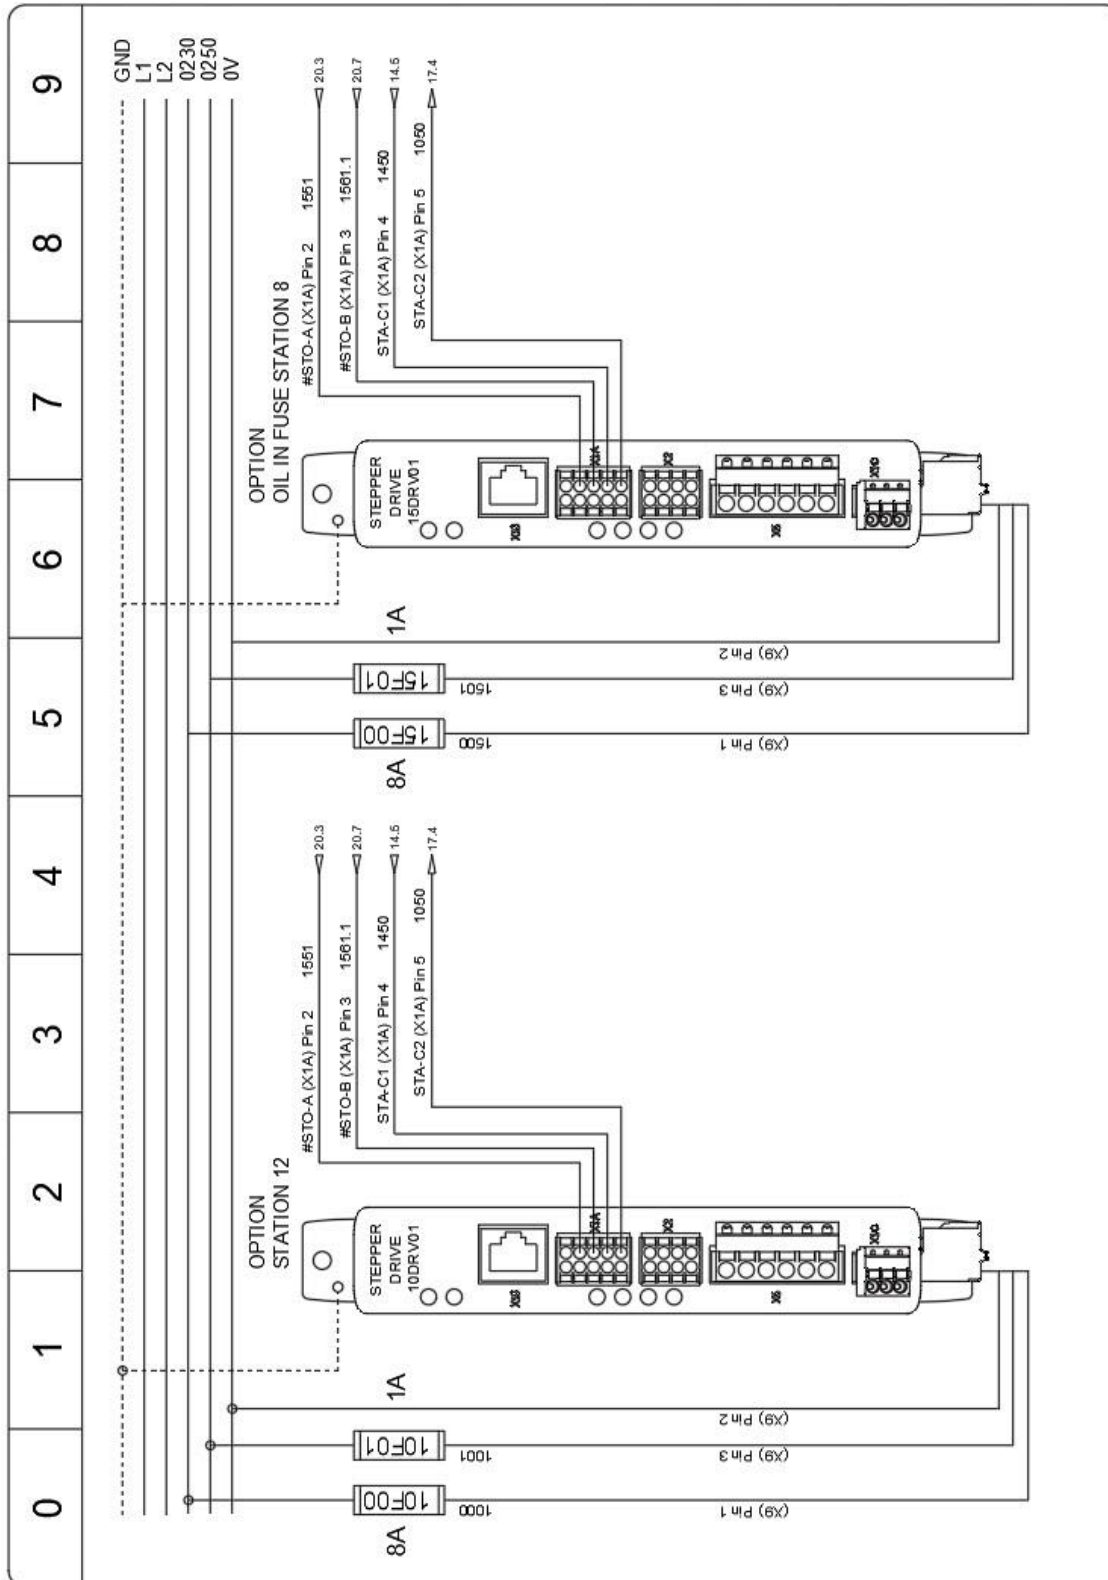 0
1
2
3
4
5
6
7
8
9
GND
L1
L2
0230
0250
0V
OPTION
STATION 12
#STO-A (X1A) Pin 2 1551
20.3
#STO-B (X1A) Pin 3 1561.1
20.7
STA-C1 (X1A) Pin 4 1450
14.5
STA-C2 (X1A) Pin 5 1050
17.4
8A
10F00
1000
(X9) Pin 1
10F01
1001
(X9) Pin 3
1A
(X9) Pin 2
STEPPER
DRIVE
10DRV01
X1A
X2
OPTION
OIL IN FUSE STATION 8
#STO-A (X1A) Pin 2 1551
20.3
#STO-B (X1A) Pin 3 1561.1
20.7
STA-C1 (X1A) Pin 4 1450
14.5
STA-C2 (X1A) Pin 5 1050
17.4
8A
15F00
1500
(X9) Pin 1
15F01
1501
(X9) Pin 3
1A
(X9) Pin 2
STEPPER
DRIVE
15DRV01
X1A
X2